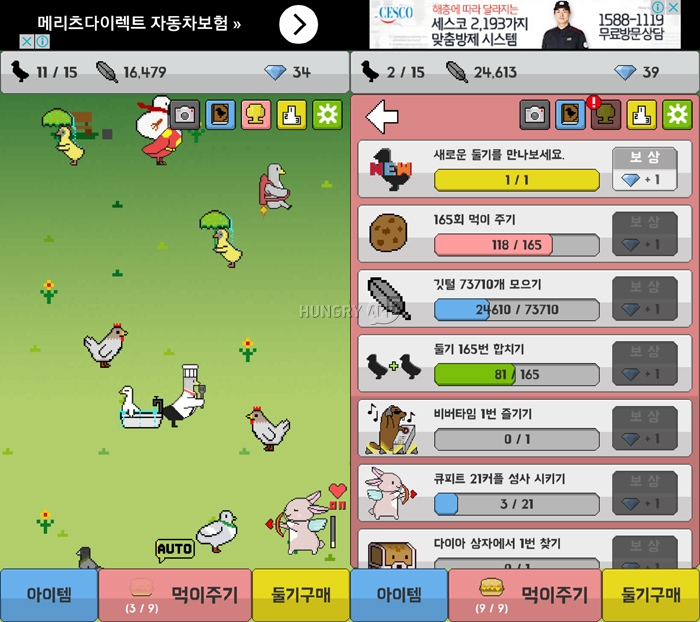 메리츠다이렉트 자동차보험 »
11 / 15
16,479
34
AUTO
아이템
(3 / 9)
먹이주기
둘기구매
CESCO
해충에 따라 달라지는
세스코 2,193가지
맞춤방제 시스템
1588-1119
무료방문상담
2 / 15
24,613
39
NEW
새로운 둘기를 만나보세요.
1 / 1
보 상
+ 1
165회 먹이 주기
118 / 165
보 상
+ 1
깃털 73710개 모으기
24610 / 73710
보 상
+ 1
둘기 165번 합치기
81 / 165
보 상
+ 1
비버타임 1번 즐기기
0 / 1
보 상
+ 1
큐피트 21커플 성사 시키기
3 / 21
보 상
+ 1
다이아 상자에서 1번 찾기
0 / 1
보 상
아이템
(9 / 9)
먹이주기
둘기구매
HUNGRY APP